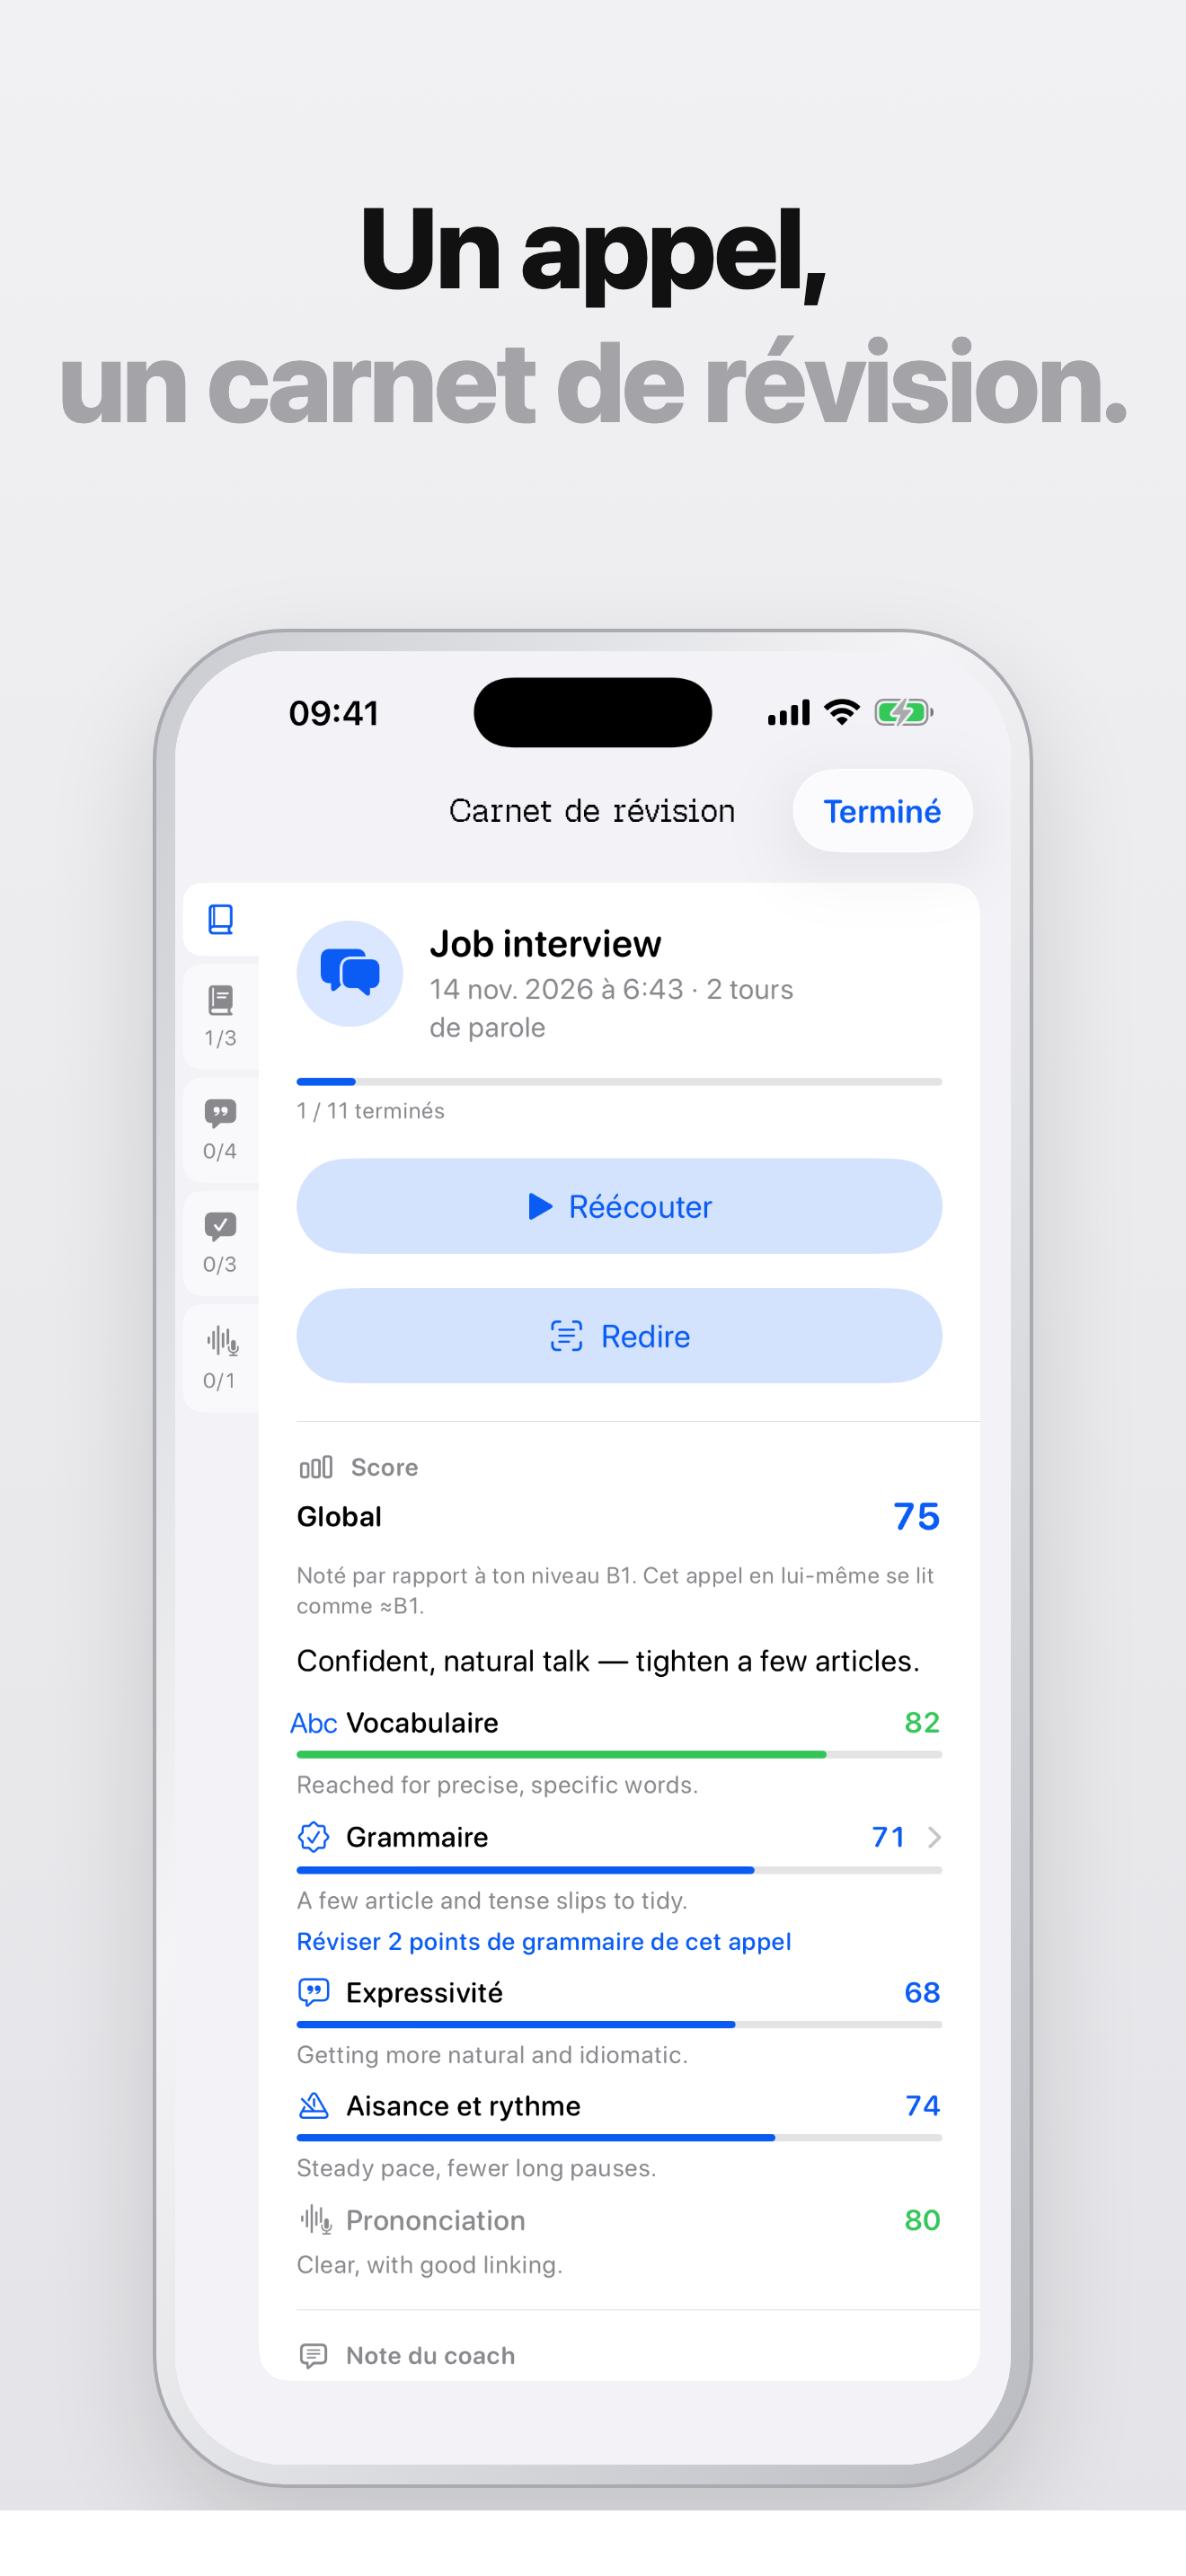 Un appel,
un carnet de révision.
09:41
Carnet de révision
Terminé
Job interview
14 nov. 2026 à 6:43 · 2 tours
de parole
1/3
0/4
0/3
0/1
1 / 11 terminés
Réécouter
Redire
Score
Global 75
Noté par rapport à ton niveau B1. Cet appel en lui-même se lit
comme ≈B1.
Confident, natural talk — tighten a few articles.
Abc Vocabulaire 82
Reached for precise, specific words.
Grammaire 71
A few article and tense slips to tidy.
Réviser 2 points de grammaire de cet appel
Expressivité 68
Getting more natural and idiomatic.
Aisance et rythme 74
Steady pace, fewer long pauses.
Prononciation 80
Clear, with good linking.
Note du coach